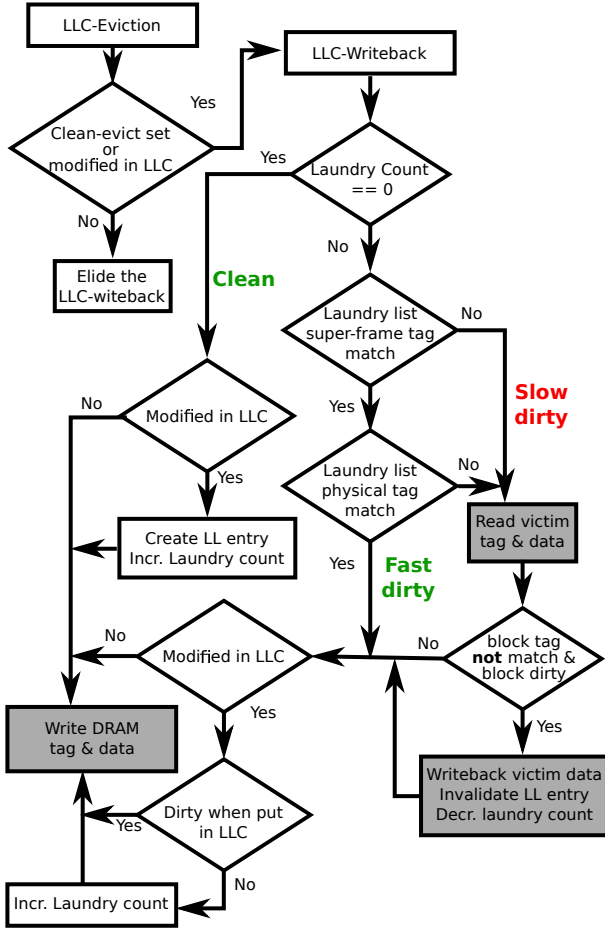 LLC-Eviction
LLC-Writeback
Yes
Clean-evict set
or
modified in LLC
Yes
Laundry Count
== 0
No
No
Elide the
LLC-witeback
Clean
Laundry list
super-frame tag
match
No
Slow
dirty
No
Modified in LLC
Yes
Yes
Laundry list
physical tag
match
No
Create LL entry
Incr. Laundry count
Yes
Fast
dirty
Read victim
tag & data
No
Modified in LLC
No
block tag
not match &
block dirty
Yes
Yes
Write DRAM
tag & data
Writeback victim data
Invalidate LL entry
Decr. laundry count
Yes
Dirty when put
in LLC
No
Incr. Laundry count